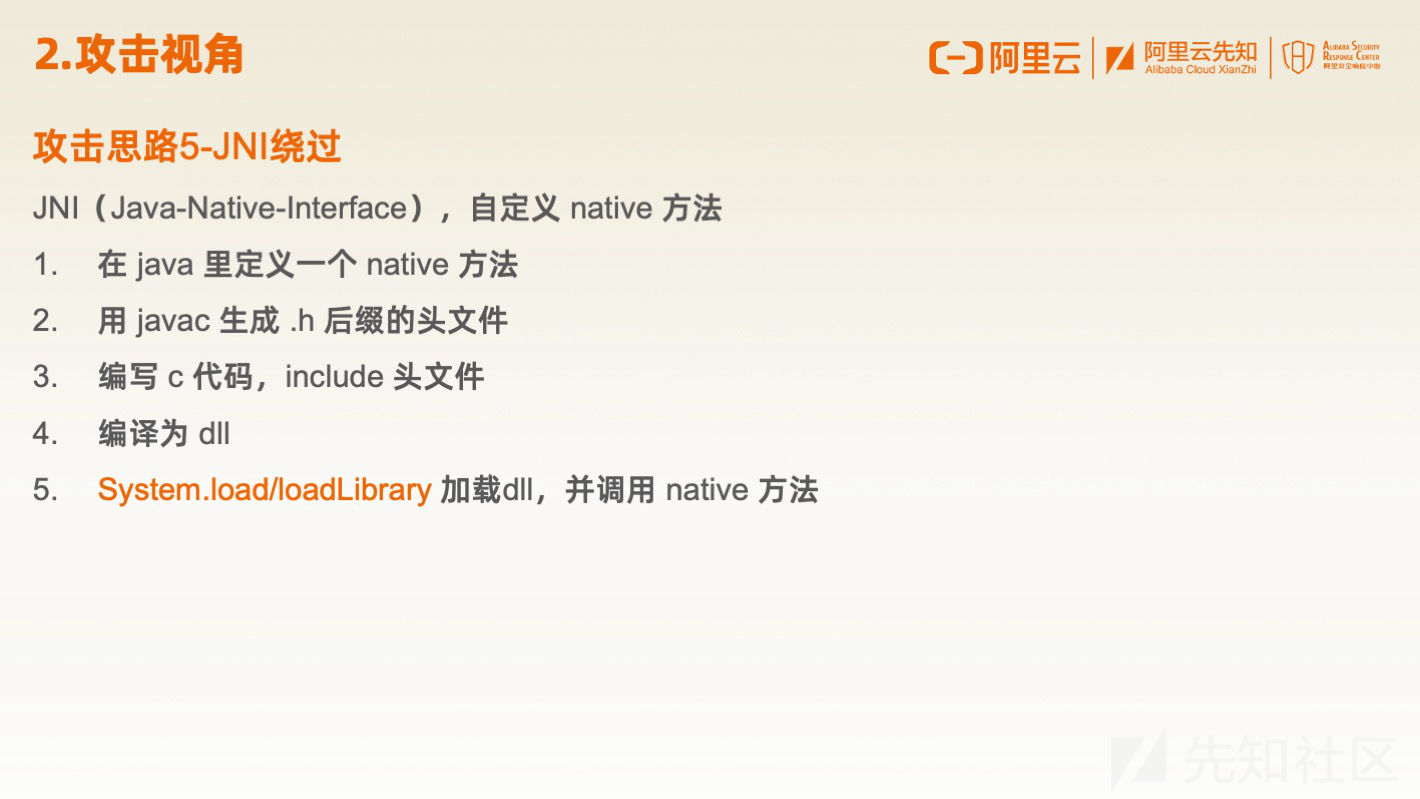 2.攻击视角
阿里云
阿里云先知
Alibaba Cloud XianZhi
ALIBABA SECURITY
RESPONSE CENTER
阿里安全响应中心
攻击思路5-JNI绕过
JNI（Java-Native-Interface），自定义 native 方法
1. 在 java 里定义一个 native 方法
2. 用 javac 生成 .h 后缀的头文件
3. 编写 c 代码，include 头文件
4. 编译为 dll
5. System.load/loadLibrary 加载dll，并调用 native 方法
先知社区